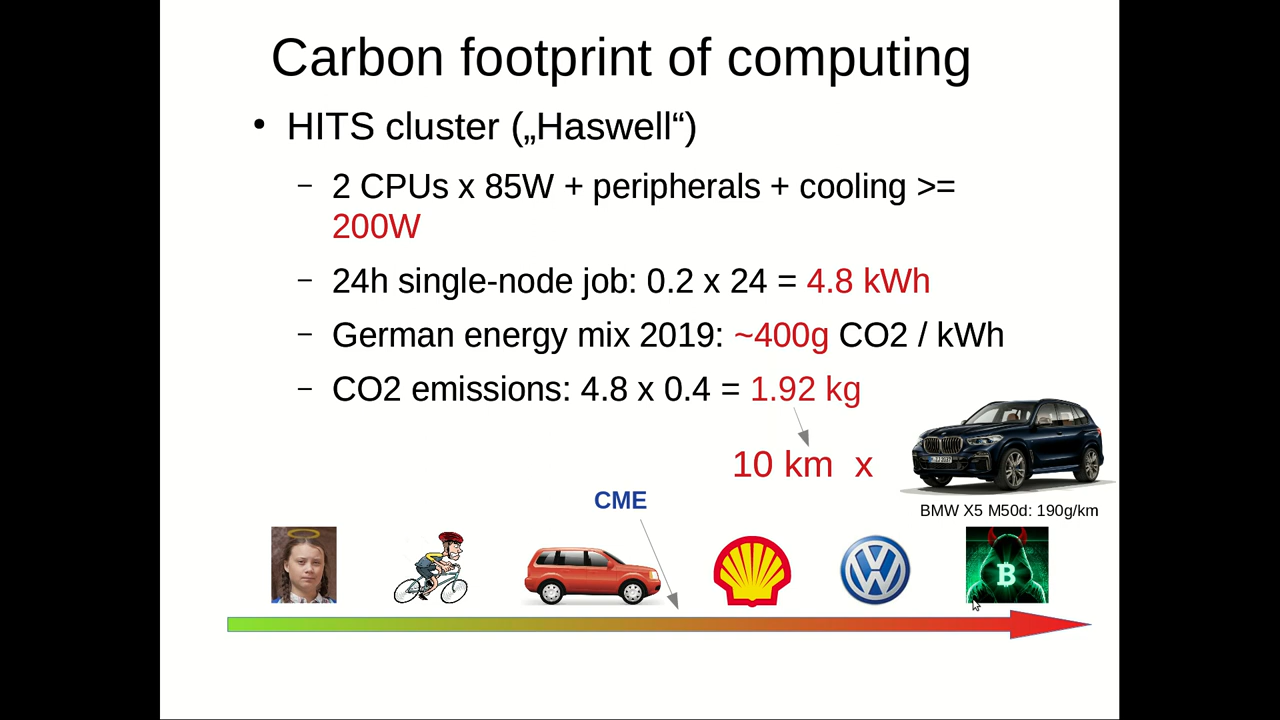 Carbon footprint of computing
• HITS cluster („Haswell“)
– 2 CPUs x 85W + peripherals + cooling >=
200W
– 24h single-node job: 0.2 x 24 = 4.8 kWh
– German energy mix 2019: ~400g CO2 / kWh
– CO2 emissions: 4.8 x 0.4 = 1.92 kg
10 km x
BMW X5 M50d: 190g/km
CME